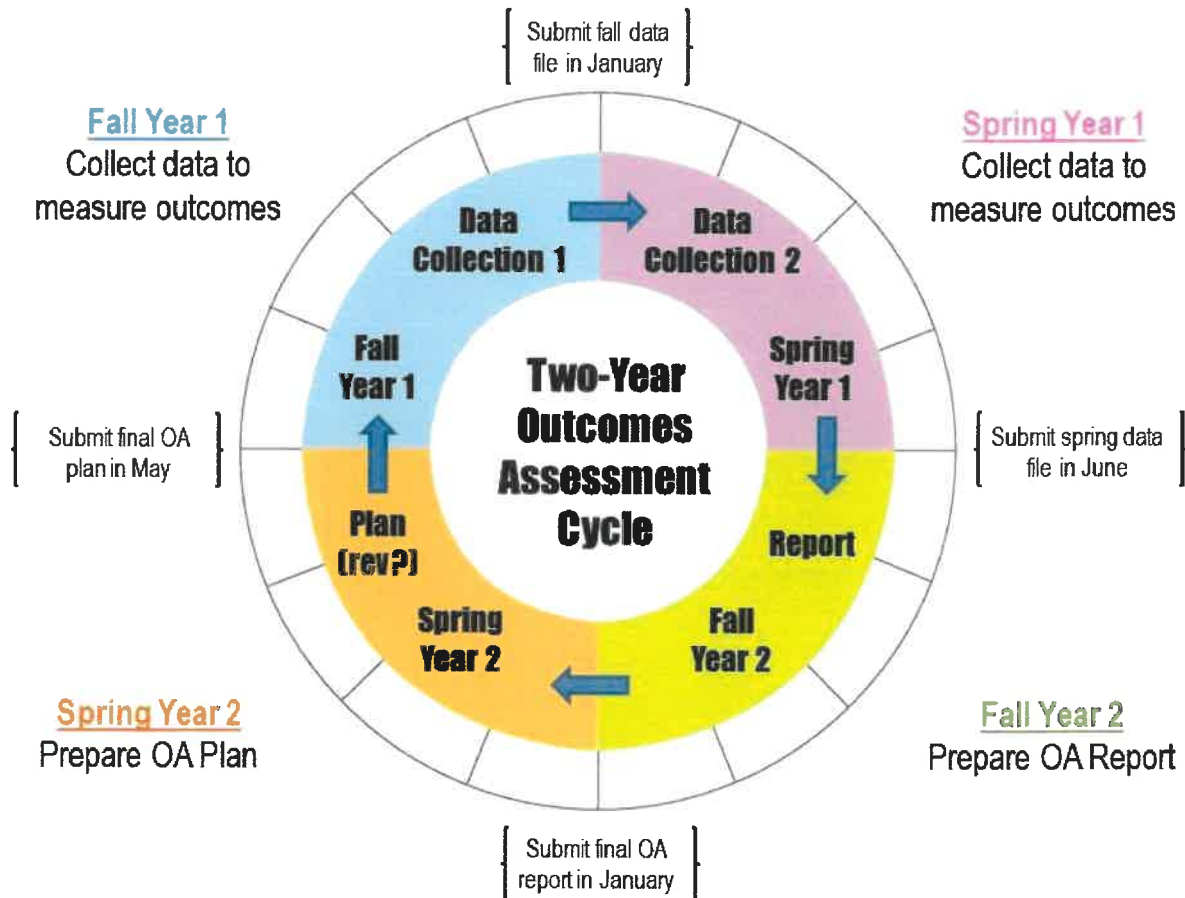 Submit fall data
file in January
Fall Year 1
Collect data to
measure outcomes
Spring Year 1
Collect data to
measure outcomes
Data
Collection 1
Data
Collection 2
Fall
Year 1
Spring
Year 1
Two-Year
Outcomes
Assessment
Cycle
Submit final OA
plan in May
Submit spring data
file in June
Plan
(rev?)
Report
Spring
Year 2
Fall
Year 2
Spring Year 2
Prepare OA Plan
Fall Year 2
Prepare OA Report
Submit final OA
report in January